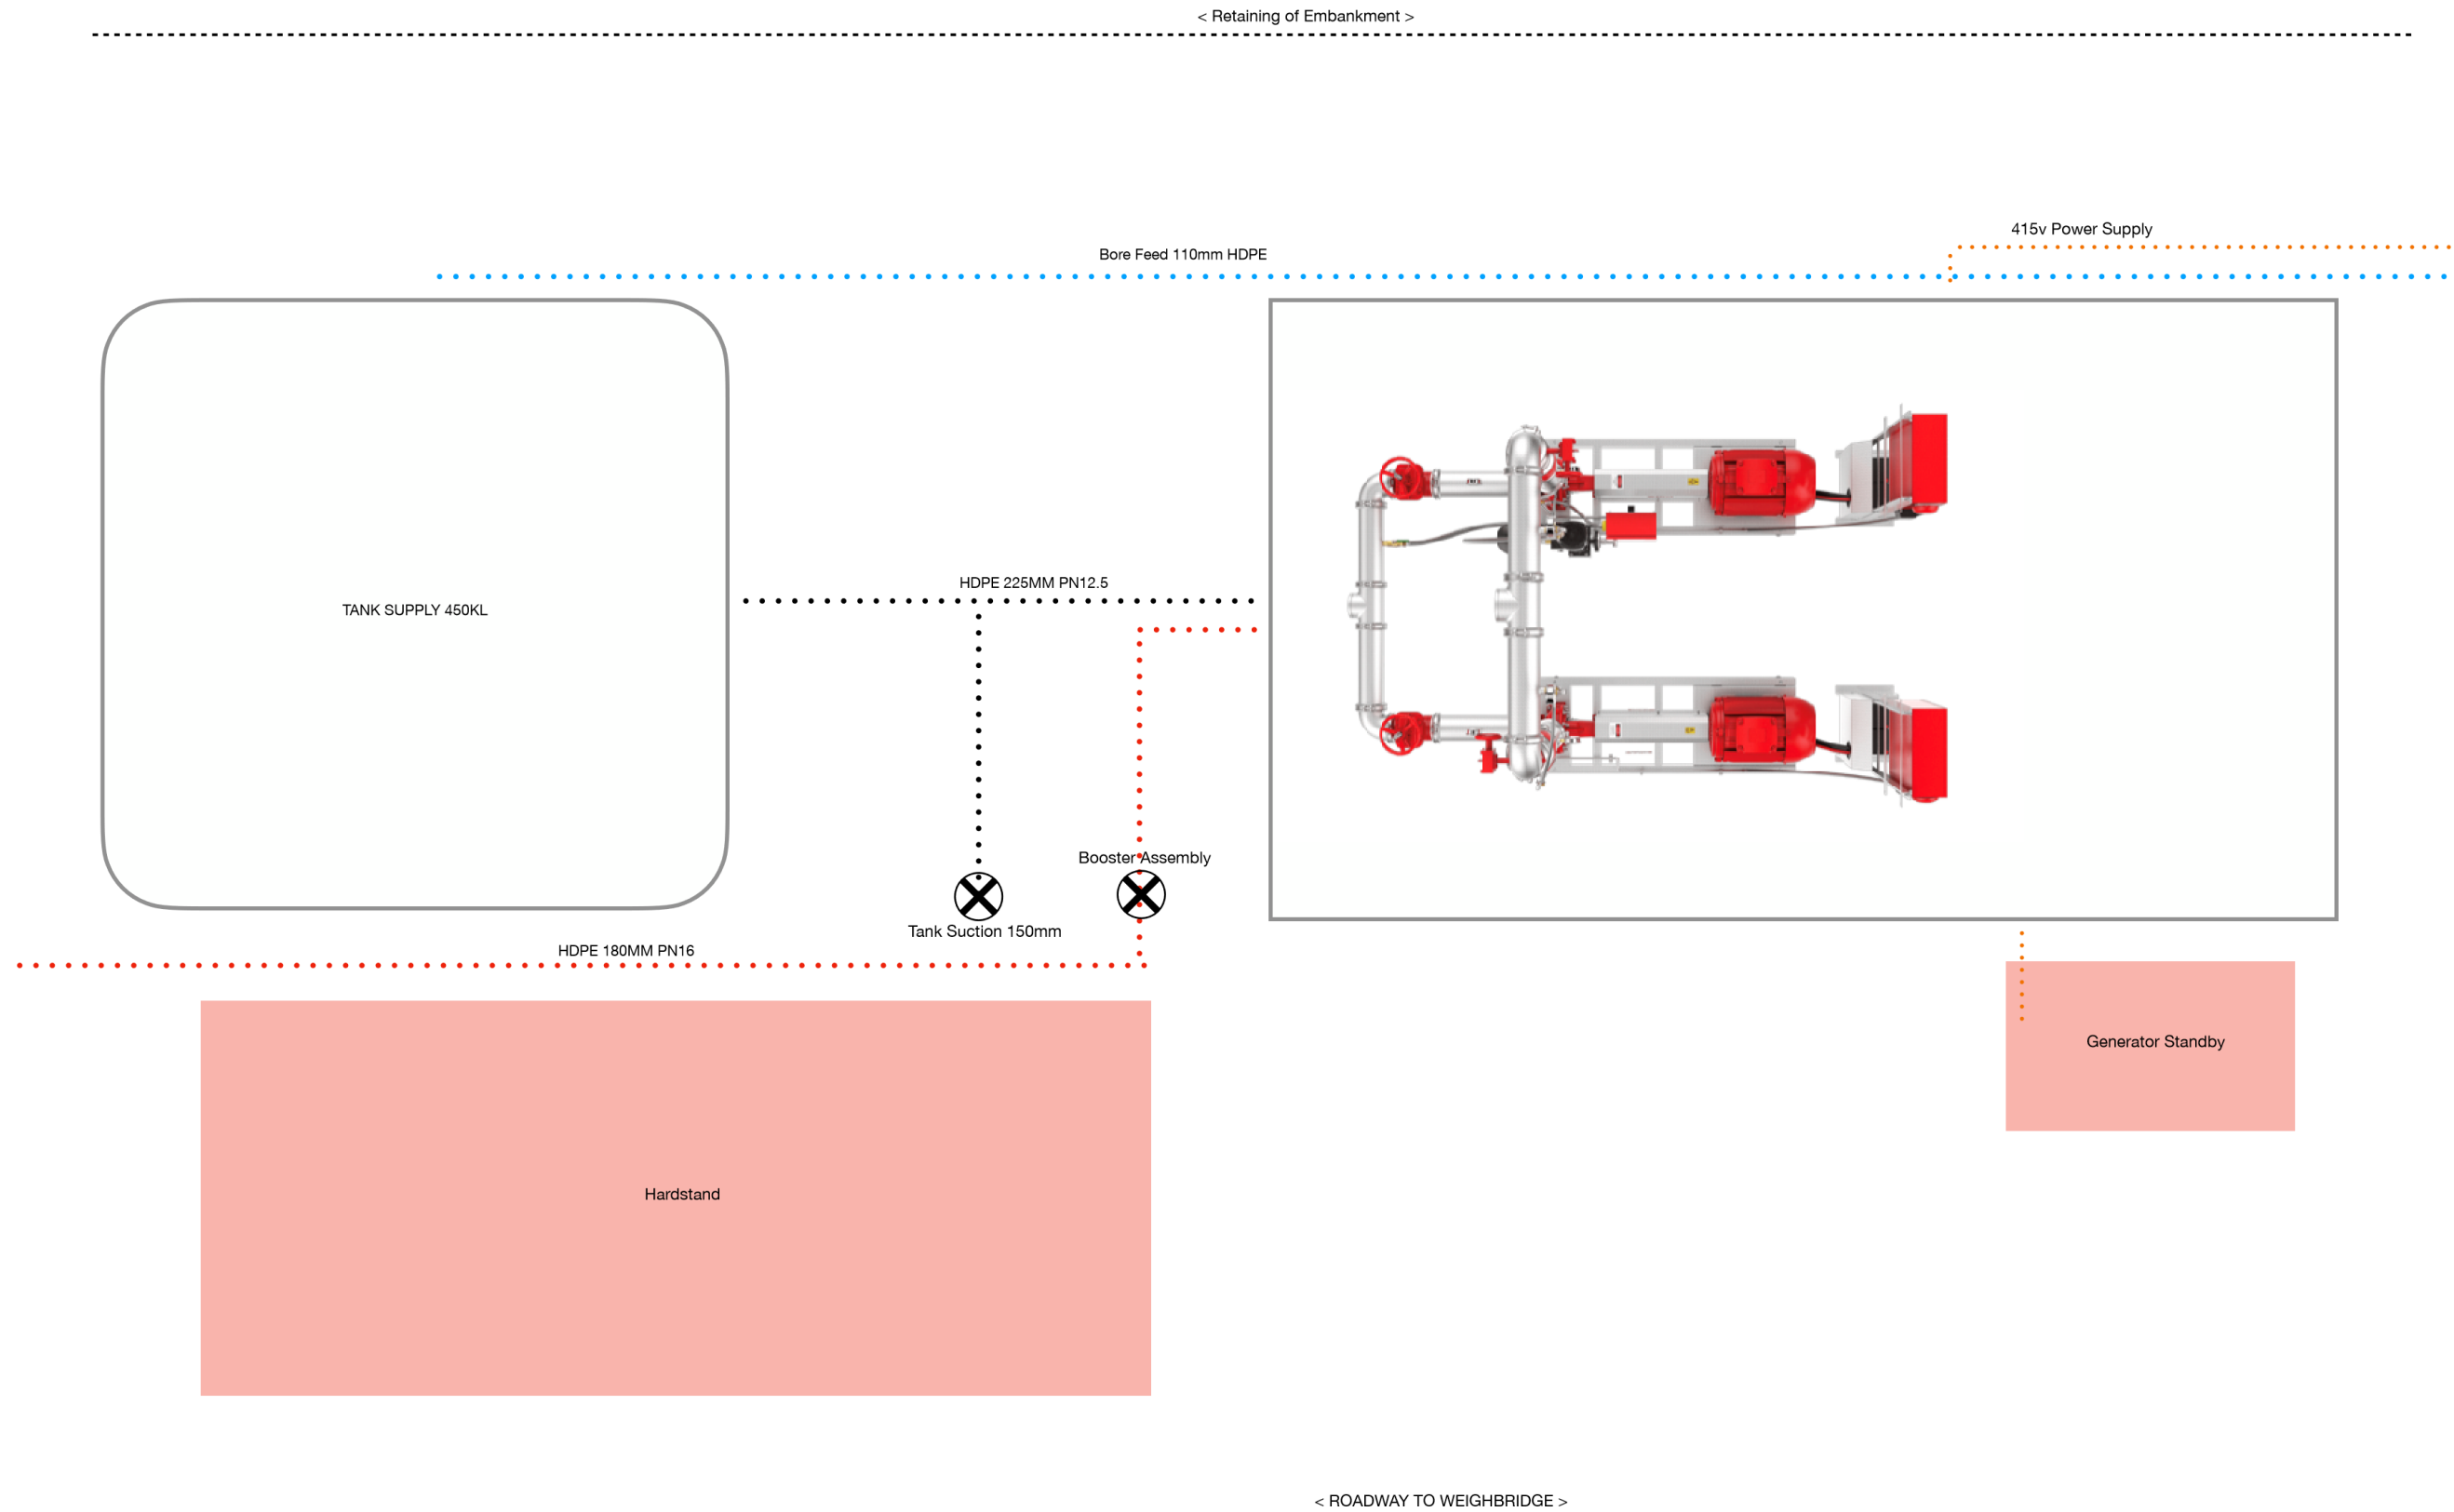 < Retaining of Embankment >
415v Power Supply
Bore Feed 110mm HDPE
HDPE 225MM PN12.5
TANK SUPPLY 450KL
Booster Assembly
Tank Suction 150mm
HDPE 180MM PN16
Generator Standby
Hardstand
< ROADWAY TO WEIGHBRIDGE >